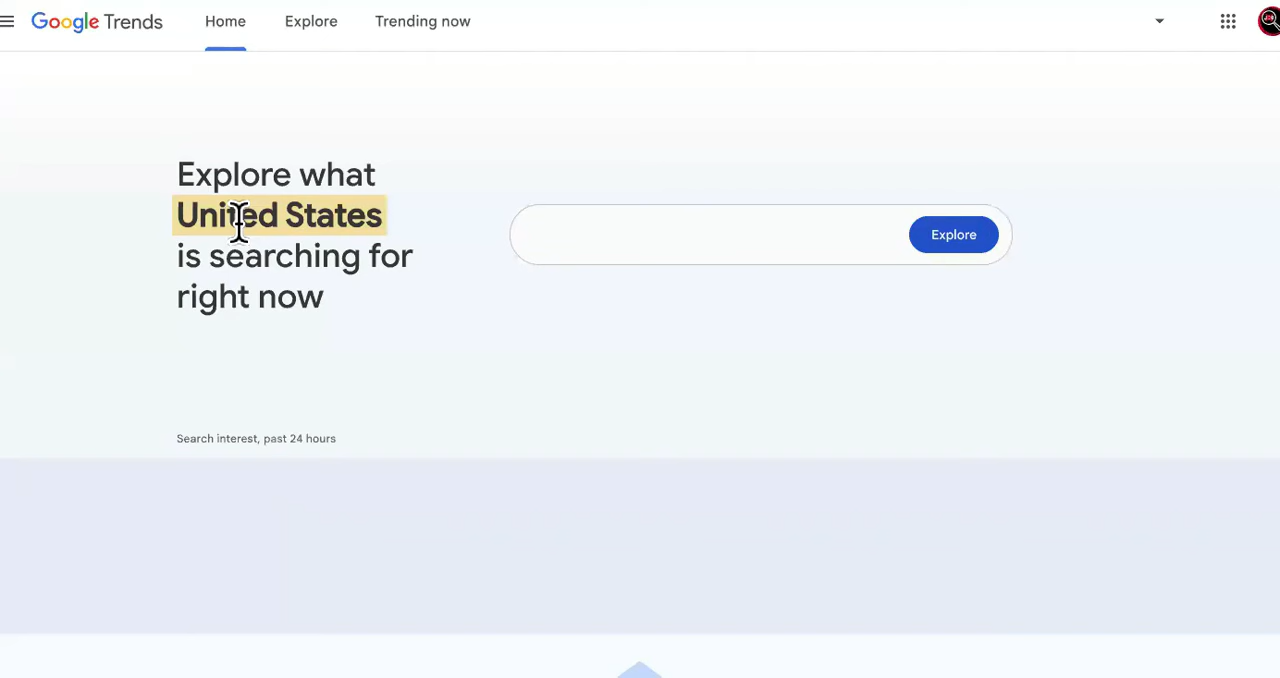 Google Trends
Home
Explore
Trending now
Explore what
United States
is searching for
right now
Explore
Search interest, past 24 hours